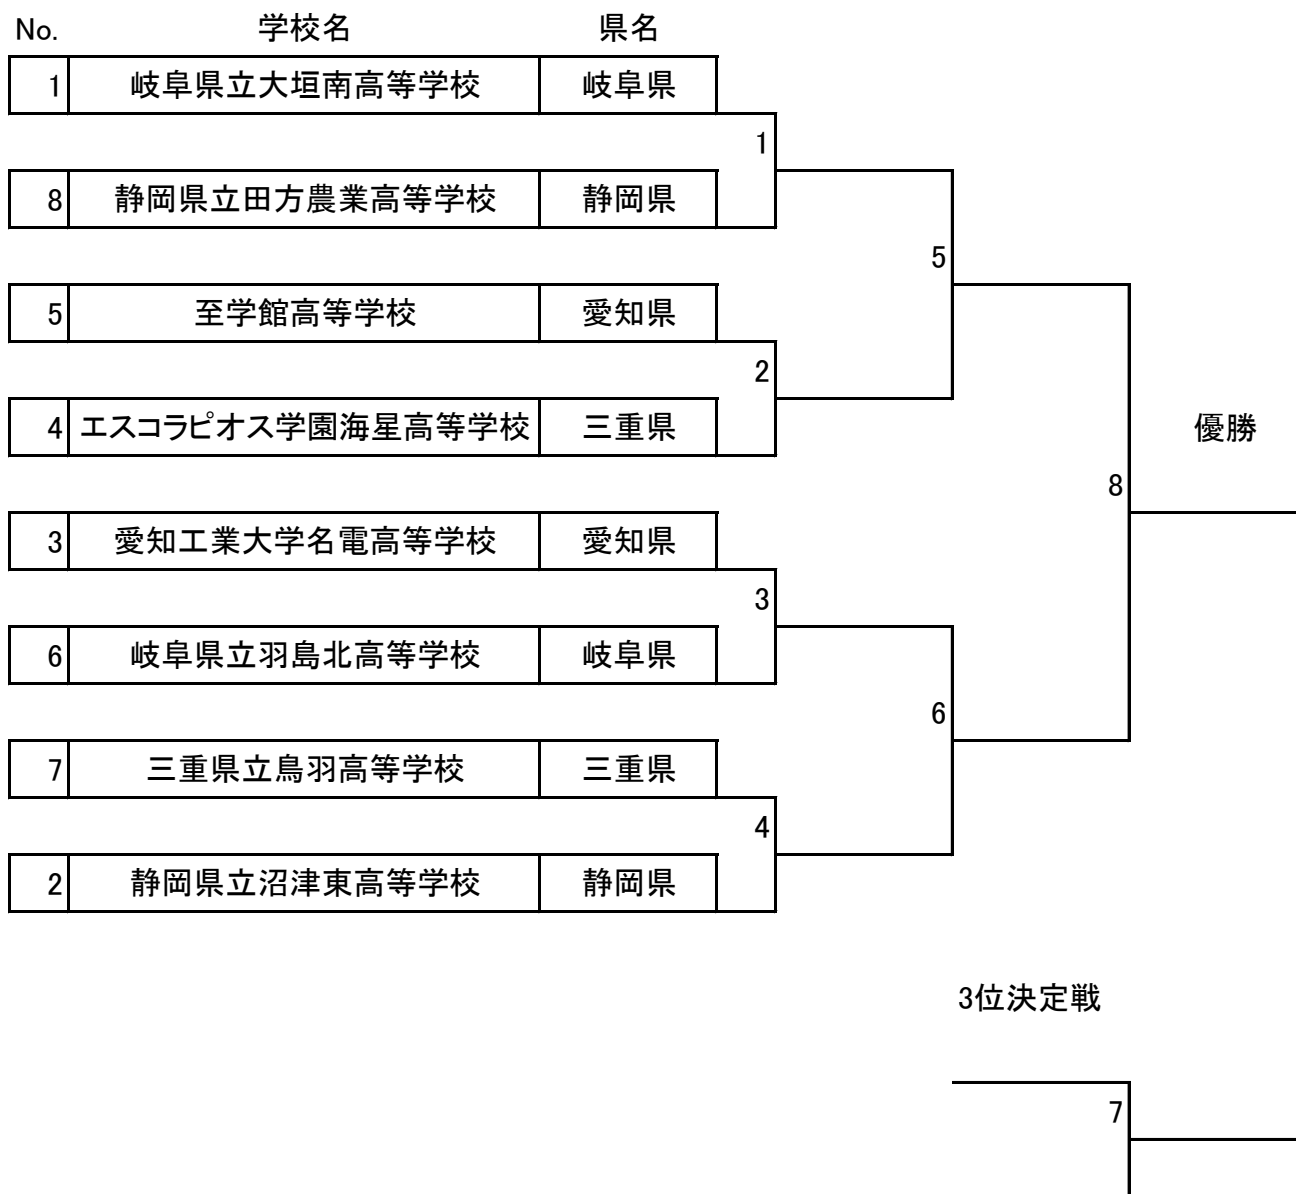 No. 学校名 県名
1 岐阜県立大垣南高等学校 岐阜県
1
8 静岡県立田方農業高等学校 静岡県
5
5 至学館高等学校 愛知県
2
4 エスコラピオス学園海星高等学校 三重県
優勝
8
3 愛知工業大学名電高等学校 愛知県
3
6 岐阜県立羽島北高等学校 岐阜県
6
7 三重県立鳥羽高等学校 三重県
4
2 静岡県立沼津東高等学校 静岡県
3位決定戦
7